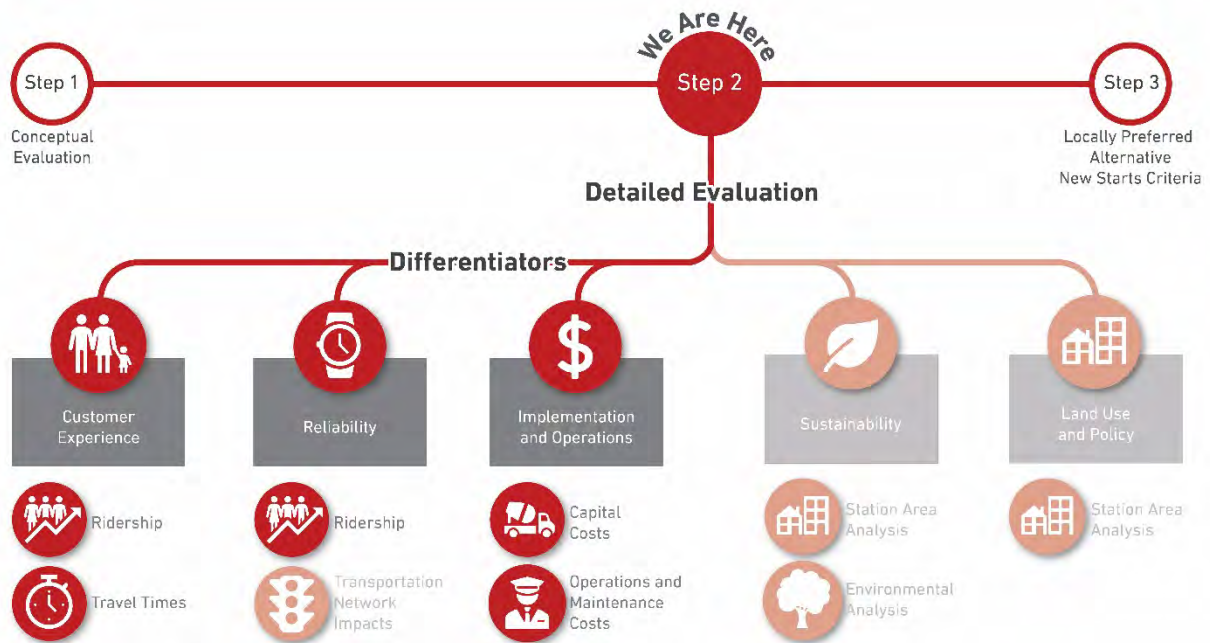 We Are Here
Step 1
Step 2
Step 3
Conceptual
Evaluation
Locally Preferred
Alternative
New Starts Criteria
Detailed Evaluation
Differentiators
Customer
Experience
Reliability
Implementation
and Operations
Sustainability
Land Use
and Policy
Ridership
Travel Times
Ridership
Transportation
Network
Impacts
Capital
Costs
Operations and
Maintenance
Costs
Station Area
Analysis
Environmental
Analysis
Station Area
Analysis